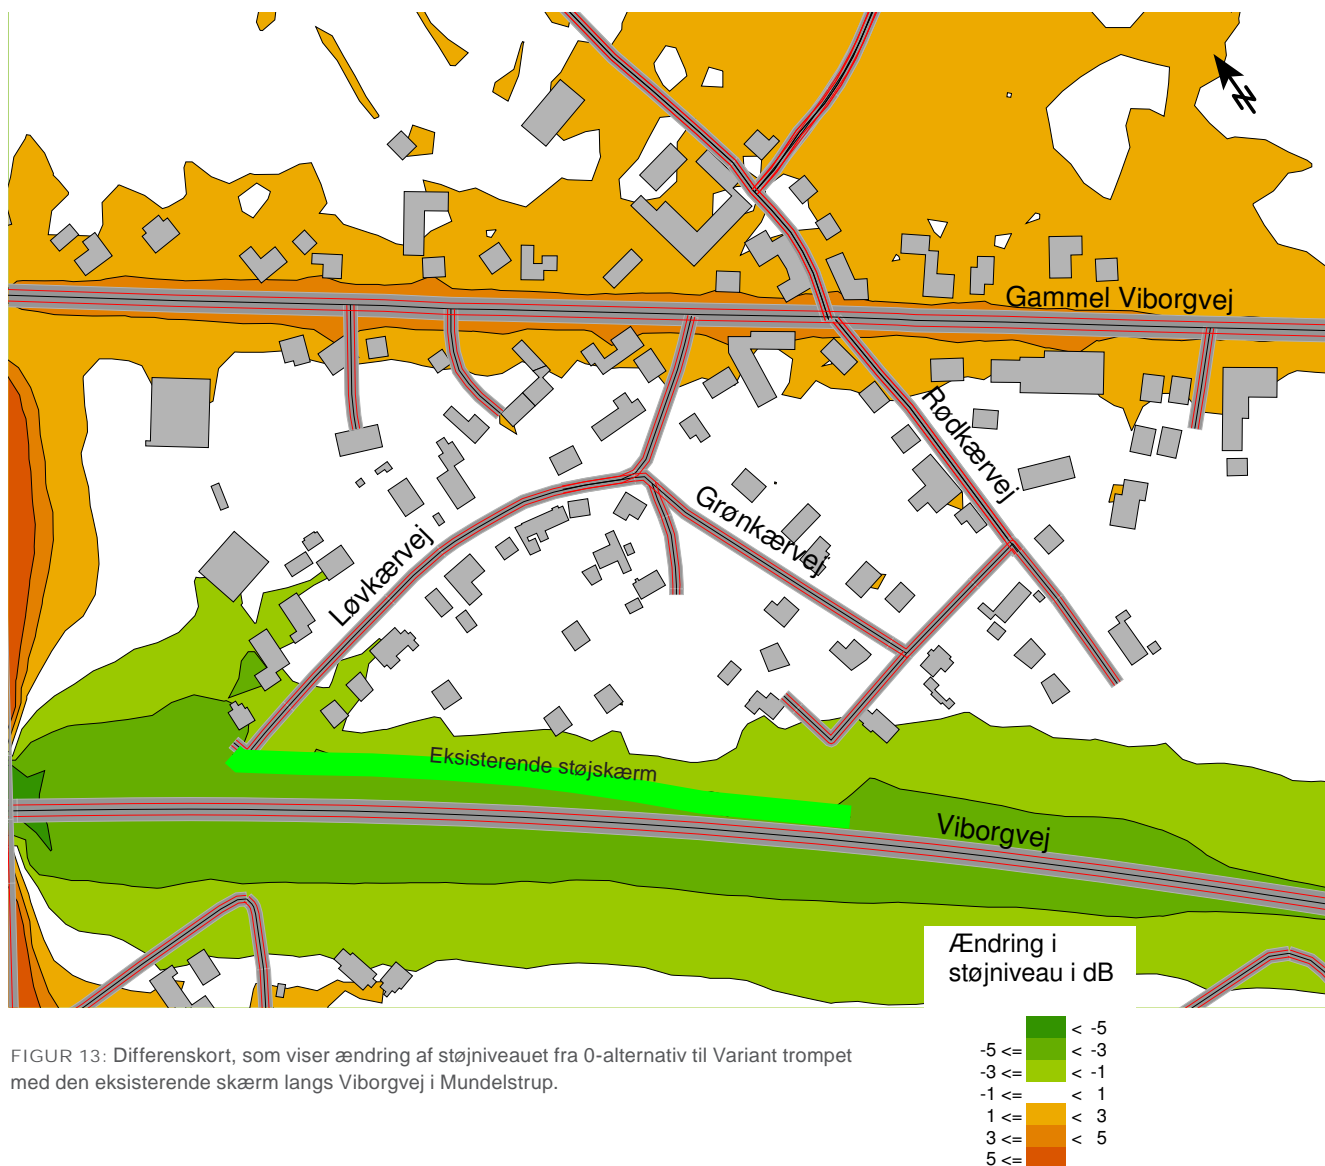 N
Gammel Viborgvej
Rødkærvej
Grønkærvej
Løvkærvej
Eksisterende støjskærm
Viborgvej
Ændring i
støjniveau i dB
< -5
-5 <= < -3
-3 <= < -1
-1 <= < 1
1 <= < 3
3 <= < 5
5 <=
FIGUR 13: Differenskort, som viser ændring af støjniveauet fra 0-alternativ til Variant trompet
med den eksisterende skærm langs Viborgvej i Mundelstrup.